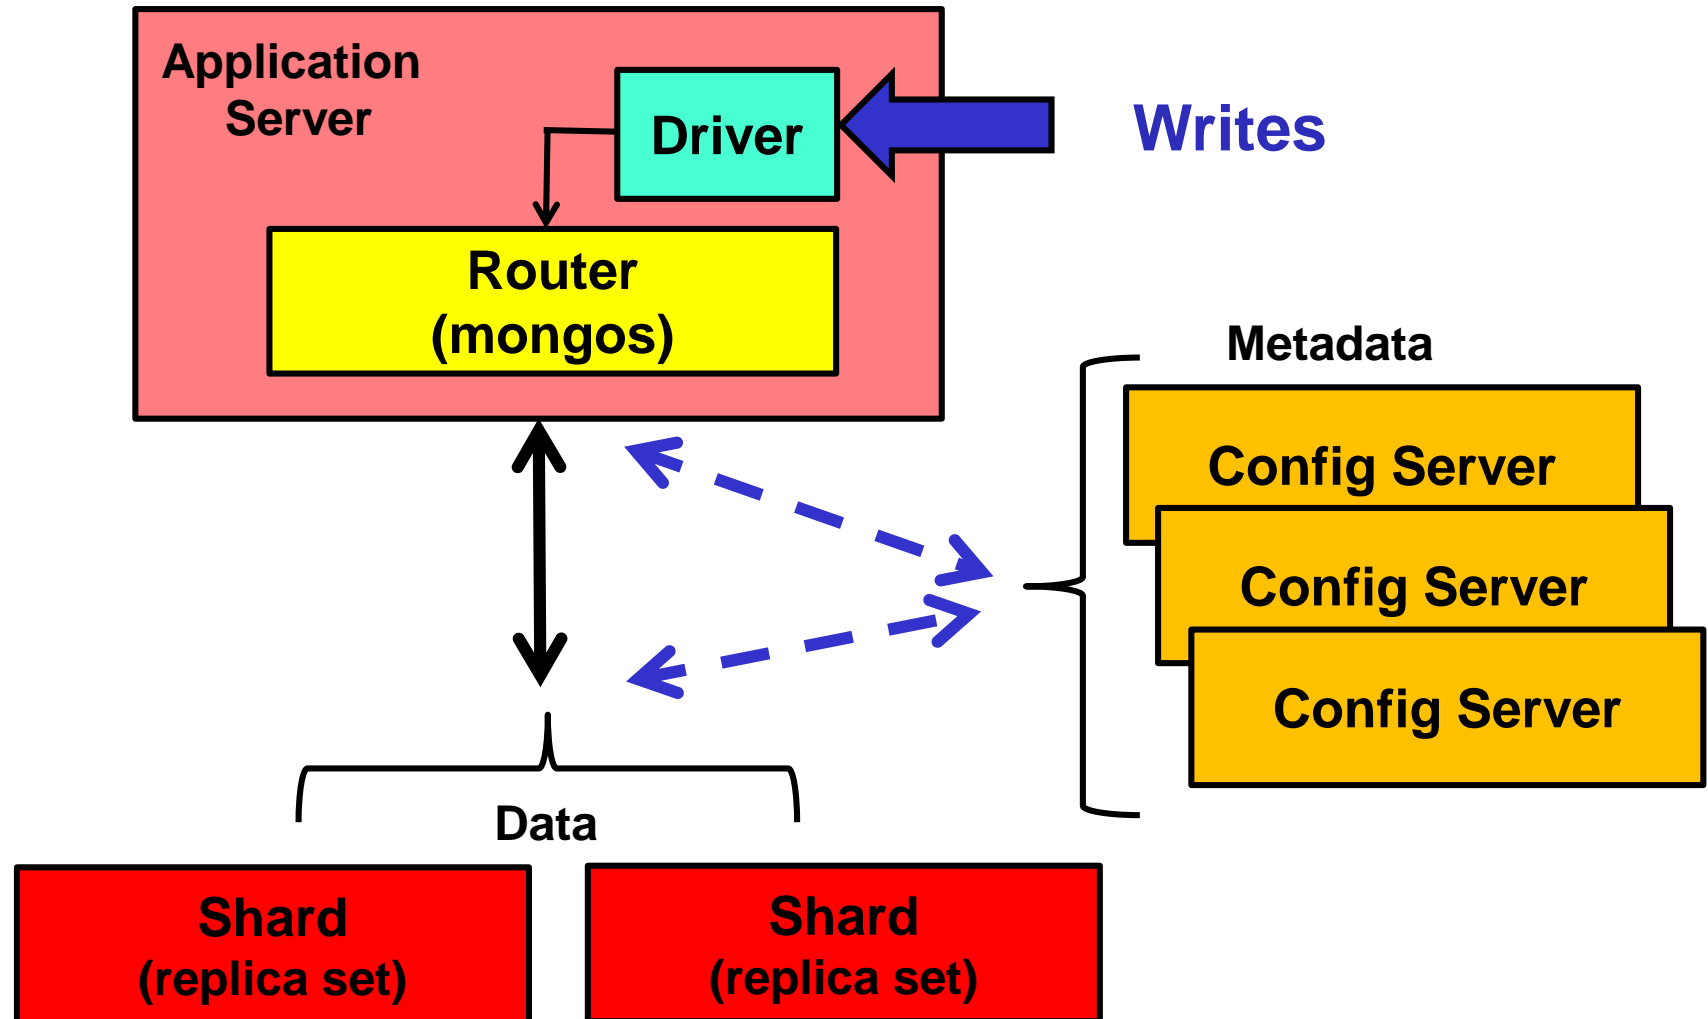 Application
Server
Driver
Writes
Router
(mongos)
Metadata
Config Server
Config Server
Config Server
Data
Shard
(replica set)
Shard
(replica set)